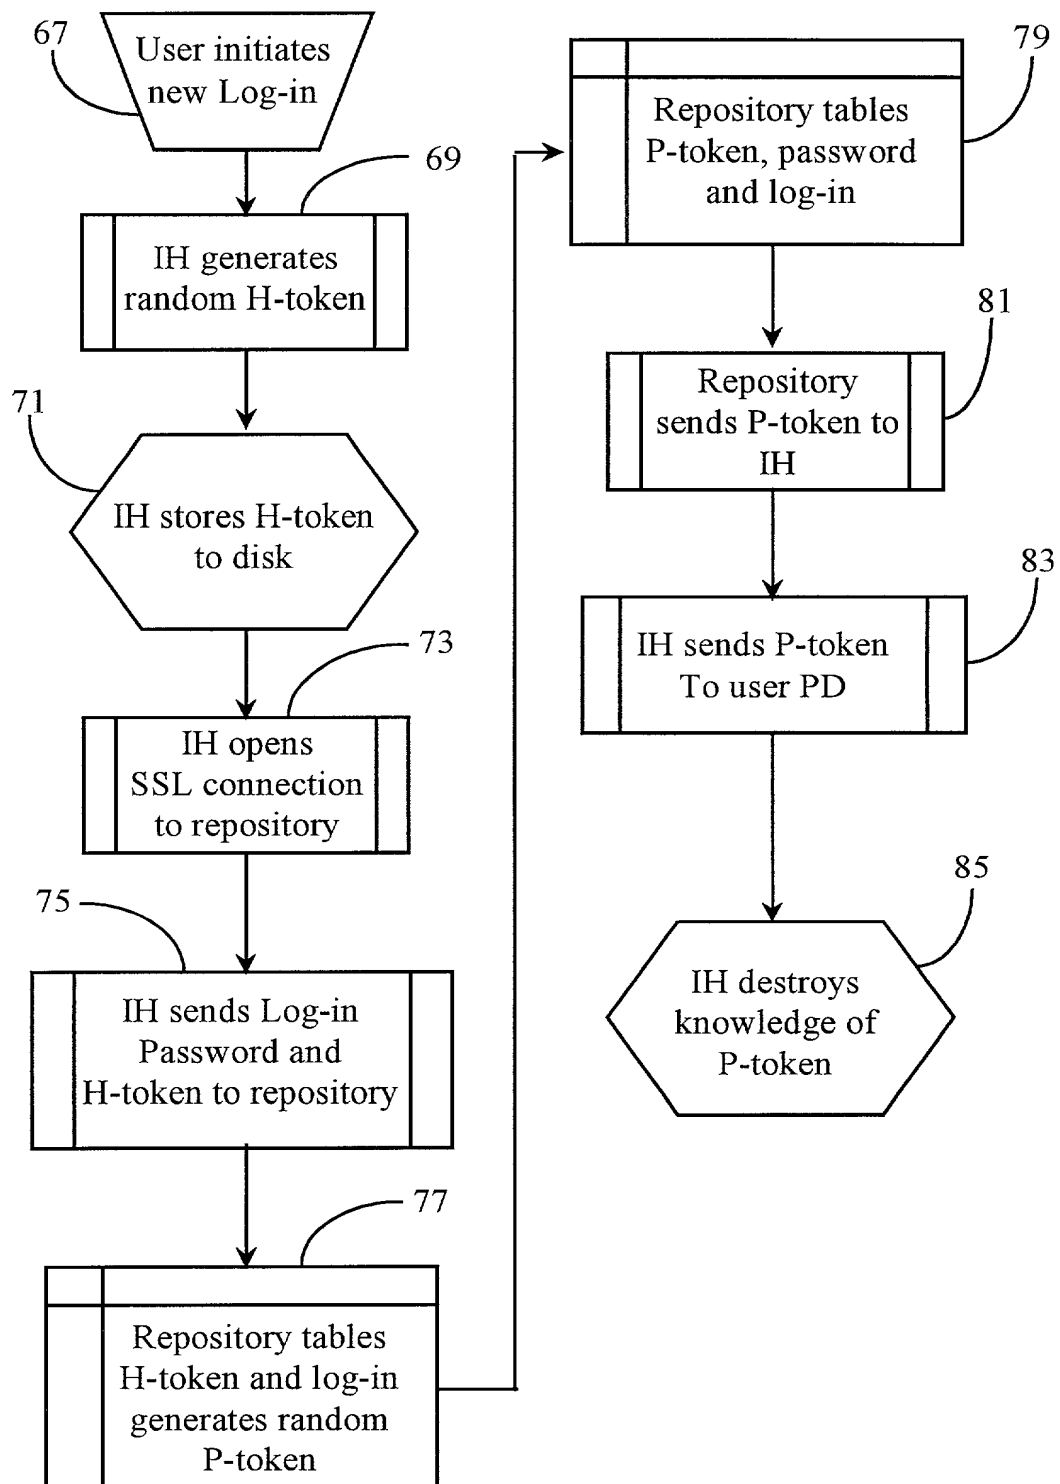 67
User initiates
new Log-in
69
IH generates
random H-token
71
IH stores H-token
to disk
73
IH opens
SSL connection
to repository
75
IH sends Log-in
Password and
H-token to repository
77
Repository tables
H-token and log-in
generates random
P-token
79
Repository tables
P-token, password
and log-in
81
Repository
sends P-token to
IH
83
IH sends P-token
To user PD
85
IH destroys
knowledge of
P-token